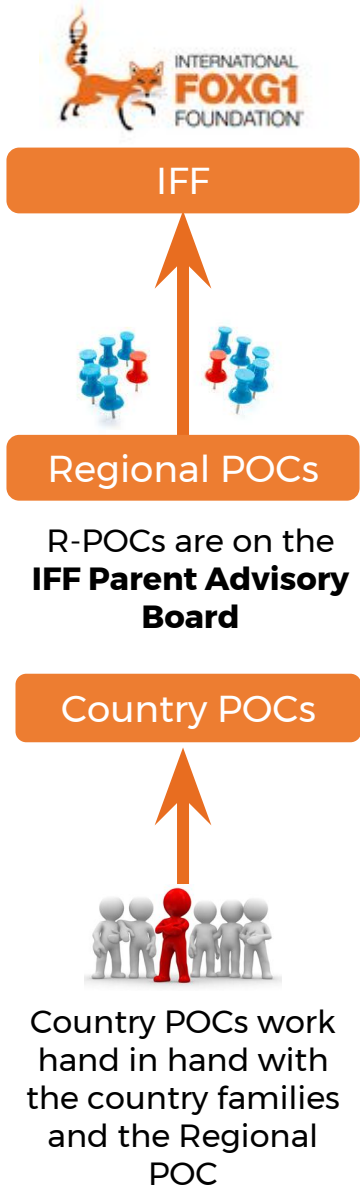 INTERNATIONAL
FOXG1
FOUNDATION
IFF
Regional POCs
R-POCs are on the
IFF Parent Advisory
Board
Country POCs
Country POCs work
hand in hand with
the country families
and the Regional
POC